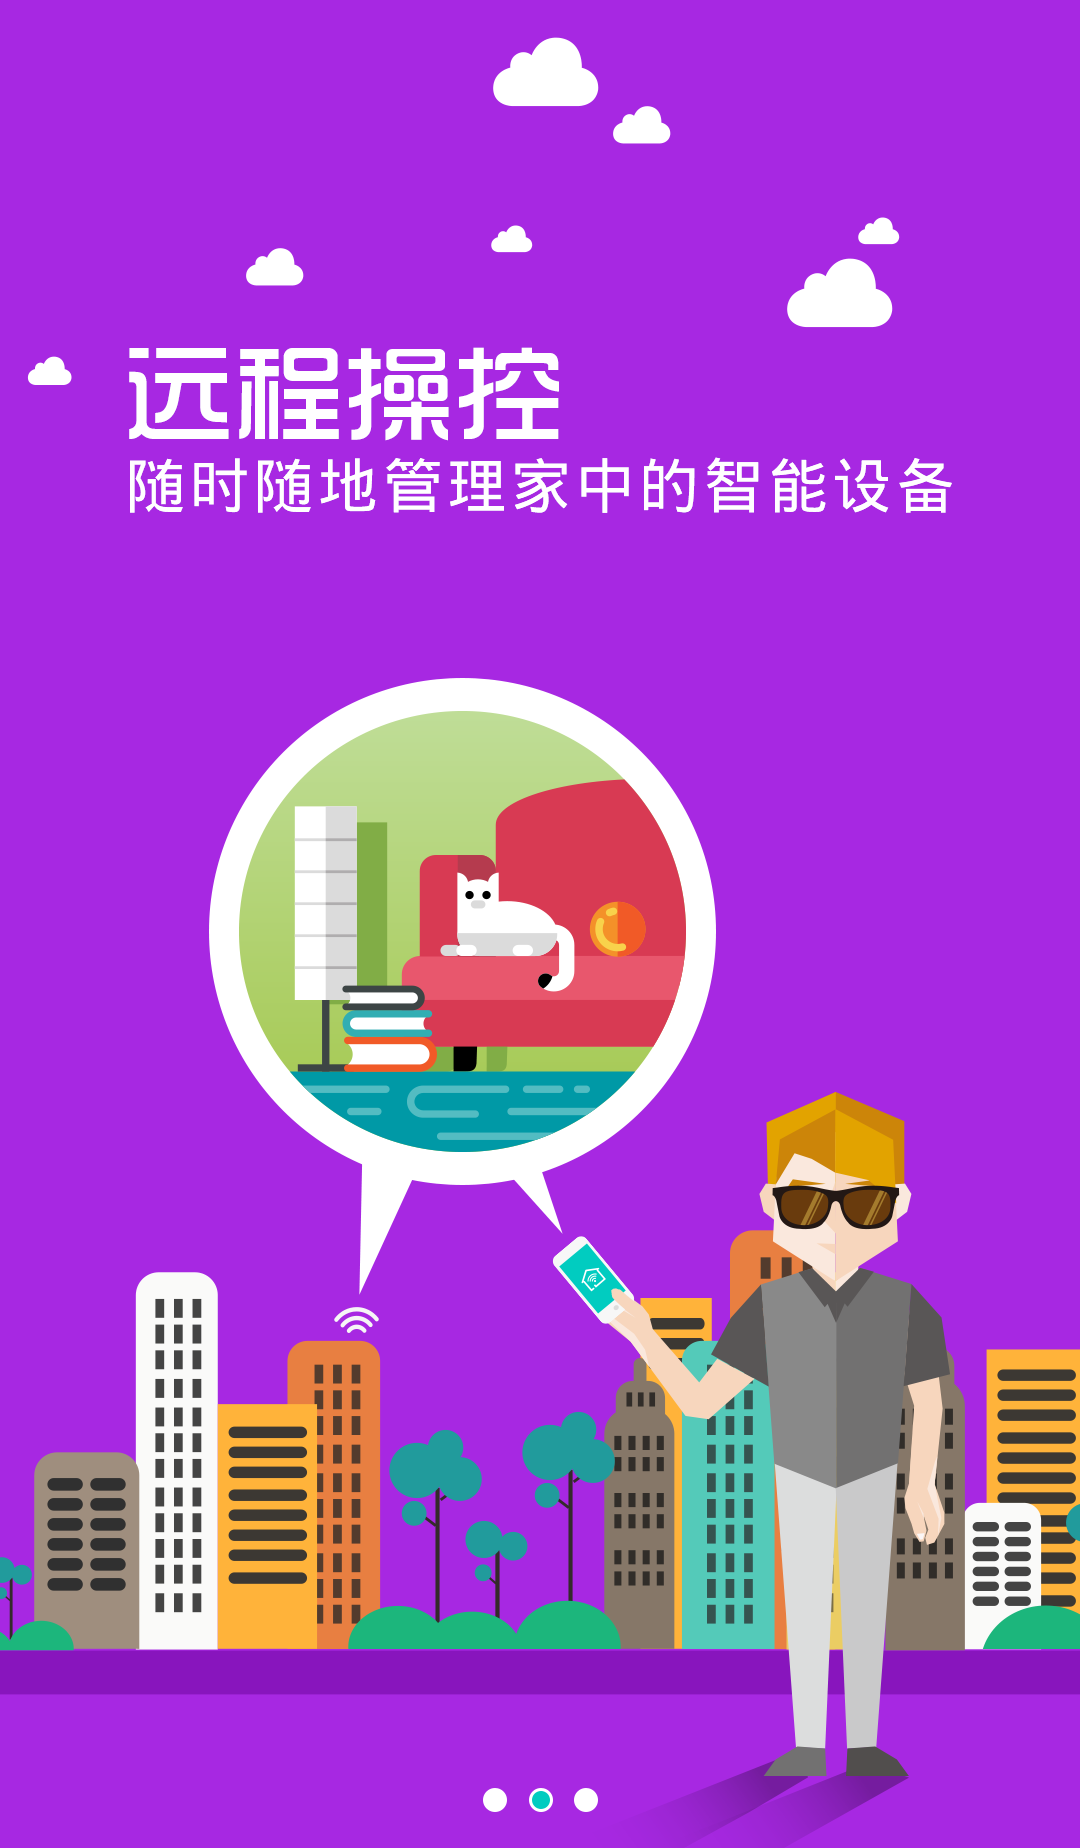 远程操控
随时随地管理家中的智能设备